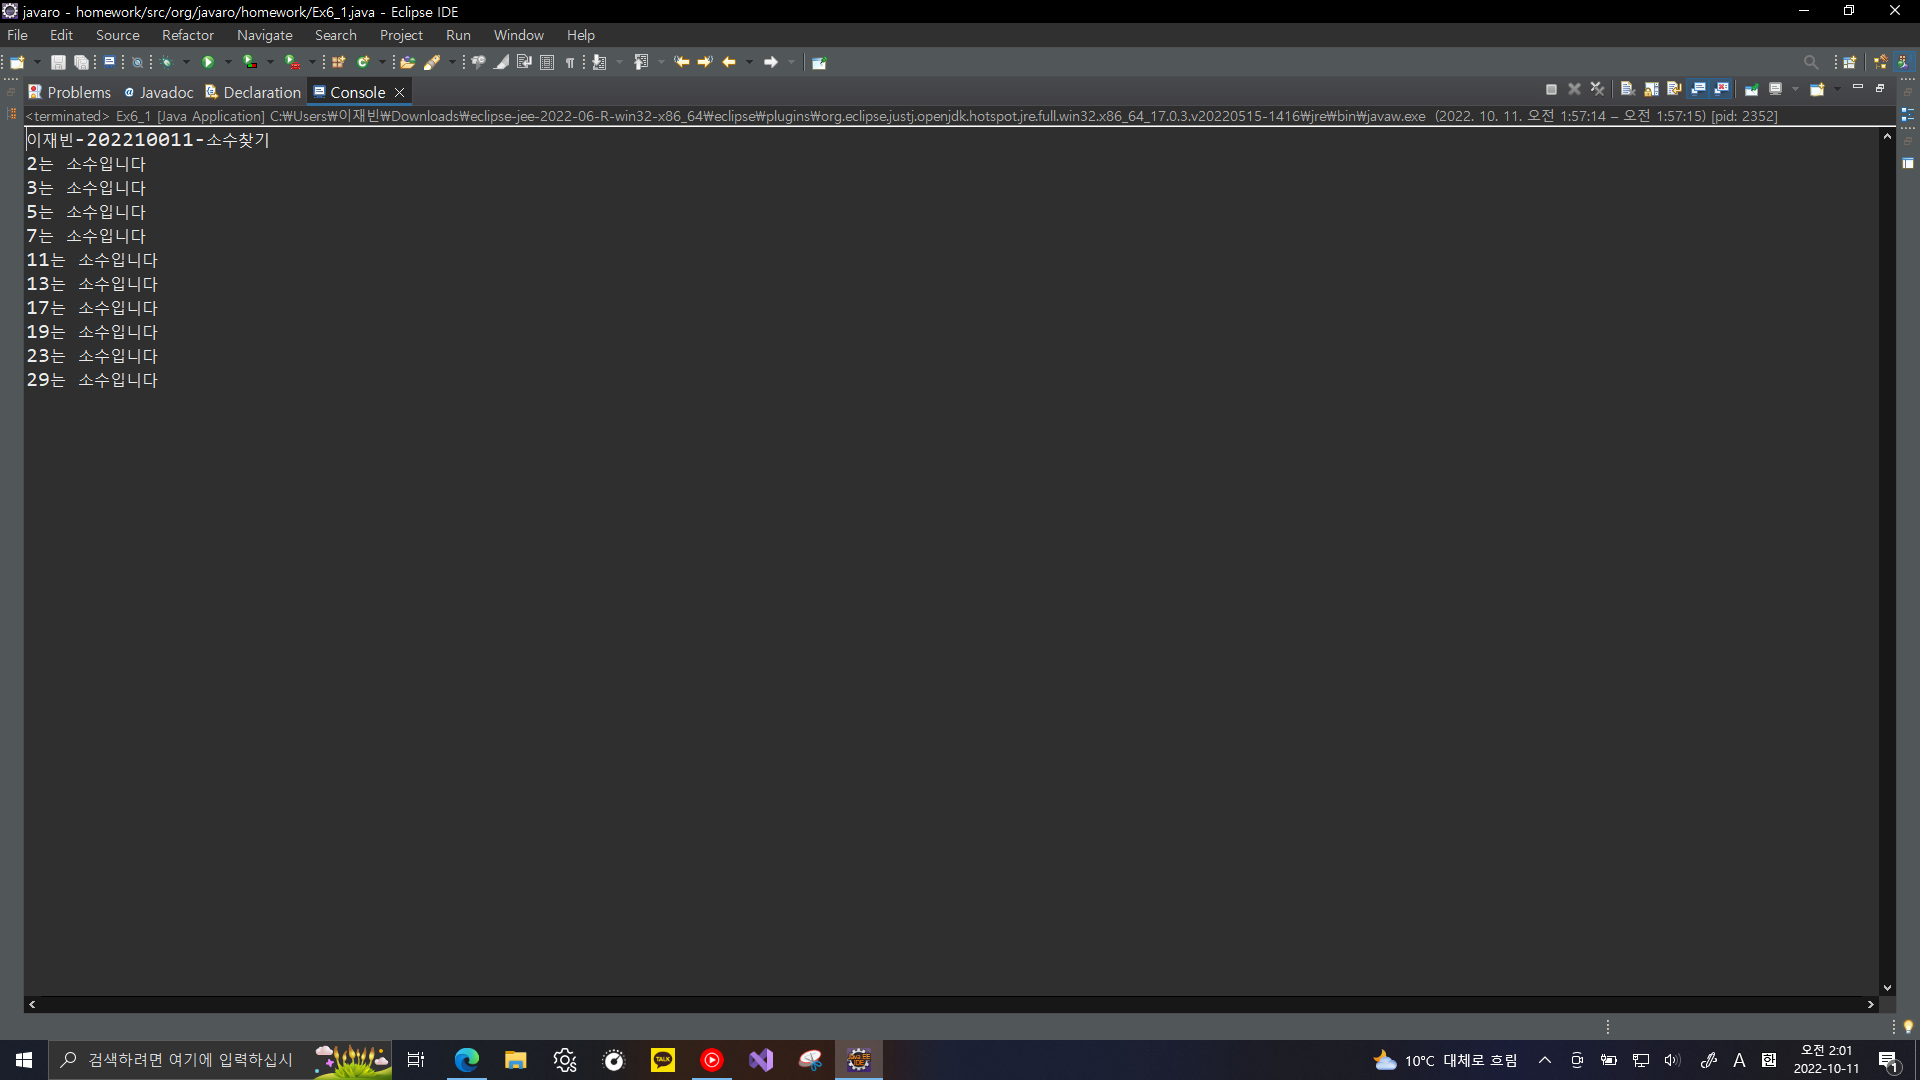 javaro - homework/src/org/javaro/homework/Ex6_1.java - Eclipse IDE
File Edit Source Refactor Navigate Search Project Run Window Help
Problems Javadoc Declaration Console
<terminated> Ex6_1 [Java Application] C:₩Users₩이재빈₩Downloads₩eclipse-jee-2022-06-R-win32-x86_64₩eclipse₩plugins₩org.eclipse.justj.openjdk.hotspot.jre.full.win32.x86_64_17.0.3.v20220515-1416₩jre₩bin₩javaw.exe (2022. 10. 11. 오전 1:57:14 – 오전 1:57:15) [pid: 2352]
이재빈-202210011-소수찾기
2는 소수입니다
3는 소수입니다
5는 소수입니다
7는 소수입니다
11는 소수입니다
13는 소수입니다
17는 소수입니다
19는 소수입니다
23는 소수입니다
29는 소수입니다
검색하려면 여기에 입력하십시
TALK
10°C 대체로 흐림
A
오전 2:01
2022-10-11
1